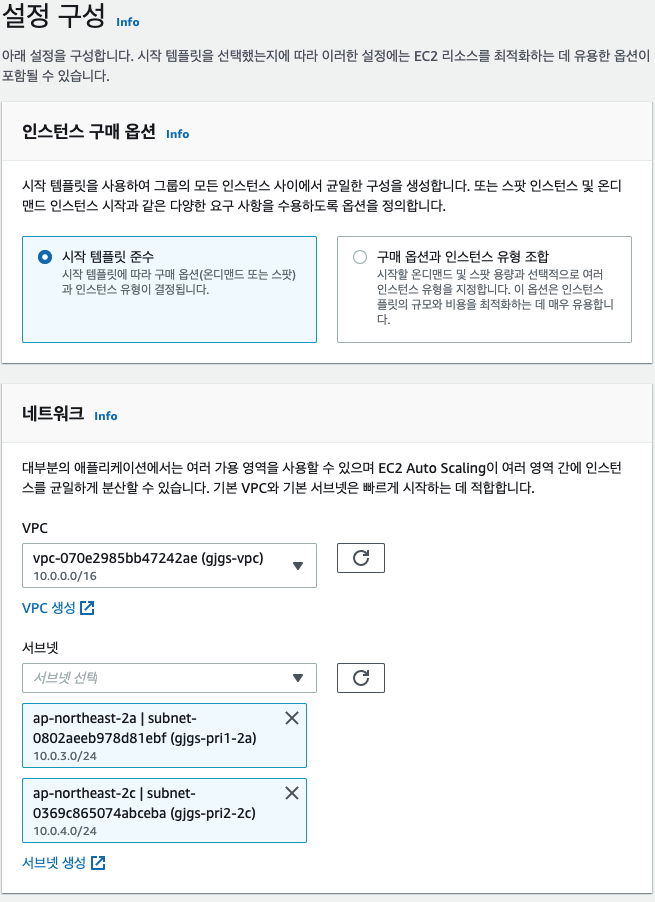 설정 구성 Info
아래 설정을 구성합니다. 시작 템플릿을 선택했는지에 따라 이러한 설정에는 EC2 리소스를 최적화하는 데 유용한 옵션이
포함될 수 있습니다.
인스턴스 구매 옵션 Info
시작 템플릿을 사용하여 그룹의 모든 인스턴스 사이에서 균일한 구성을 생성합니다. 또는 스팟 인스턴스 및 온디
맨드 인스턴스 시작과 같은 다양한 요구 사항을 수용하도록 옵션을 정의합니다.
시작 템플릿 준수
시작 템플릿에 따라 구매 옵션(온디맨드 또는 스팟)
과 인스턴스 유형이 결정됩니다.
구매 옵션과 인스턴스 유형 조합
시작할 온디맨드 및 스팟 용량과 선택적으로 여러
인스턴스 유형을 지정합니다. 이 옵션은 인스턴스
플릿의 규모와 비용을 최적화하는 데 매우 유용합니
다.
네트워크 Info
대부분의 애플리케이션에서는 여러 가용 영역을 사용할 수 있으며 EC2 Auto Scaling이 여러 영역 간에 인스턴
스를 균일하게 분산할 수 있습니다. 기본 VPC와 기본 서브넷은 빠르게 시작하는 데 적합합니다.
VPC
vpc-070e2985bb47242ae (gjgs-vpc)
10.0.0.0/16
VPC 생성
서브넷
서브넷 선택
ap-northeast-2a | subnet-
0802aeeb978d81ebf (gjgs-pri1-2a)
10.0.3.0/24
ap-northeast-2c | subnet-
0369c865074abceba (gjgs-pri2-2c)
10.0.4.0/24
서브넷 생성